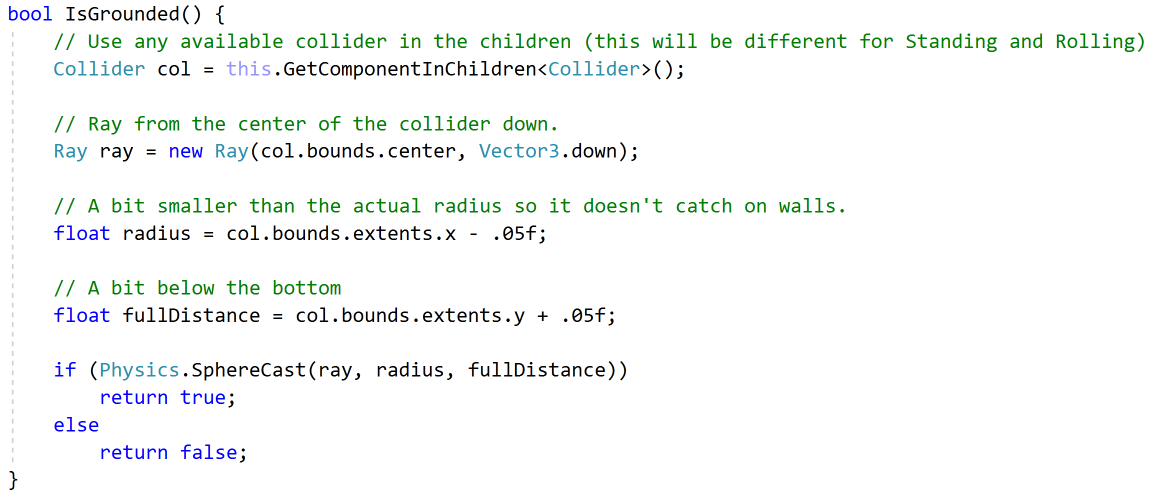 bool IsGrounded() {
    // Use any available collider in the children (this will be different for Standing and Rolling)
    Collider col = this.GetComponentInChildren<Collider>();

    // Ray from the center of the collider down.
    Ray ray = new Ray(col.bounds.center, Vector3.down);

    // A bit smaller than the actual radius so it doesn't catch on walls.
    float radius = col.bounds.extents.x - .05f;

    // A bit below the bottom
    float fullDistance = col.bounds.extents.y + .05f;

    if (Physics.SphereCast(ray, radius, fullDistance))
        return true;
    else
        return false;
}